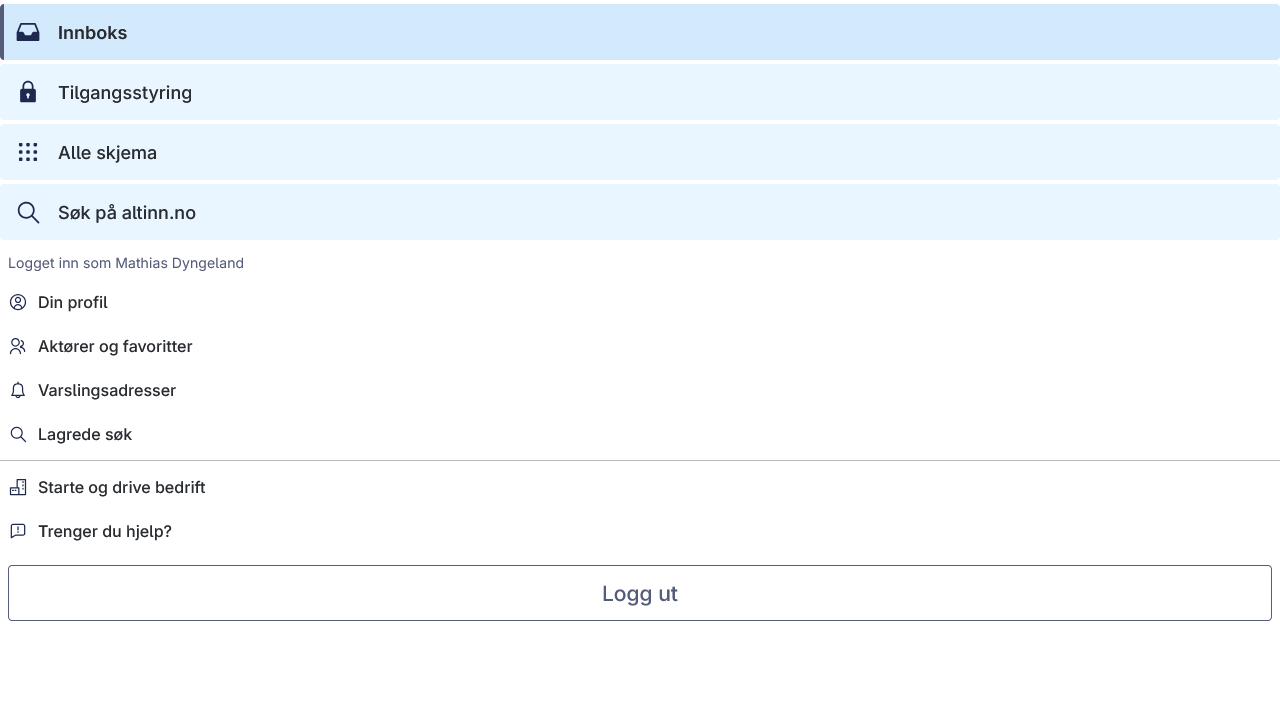 Innboks
Tilgangsstyring
Alle skjema
Søk på altinn.no
Logget inn som Mathias Dyngeland
Din profil
Aktører og favoritter
Varslingsadresser
Lagrede søk
Starte og drive bedrift
Trenger du hjelp?
Logg ut